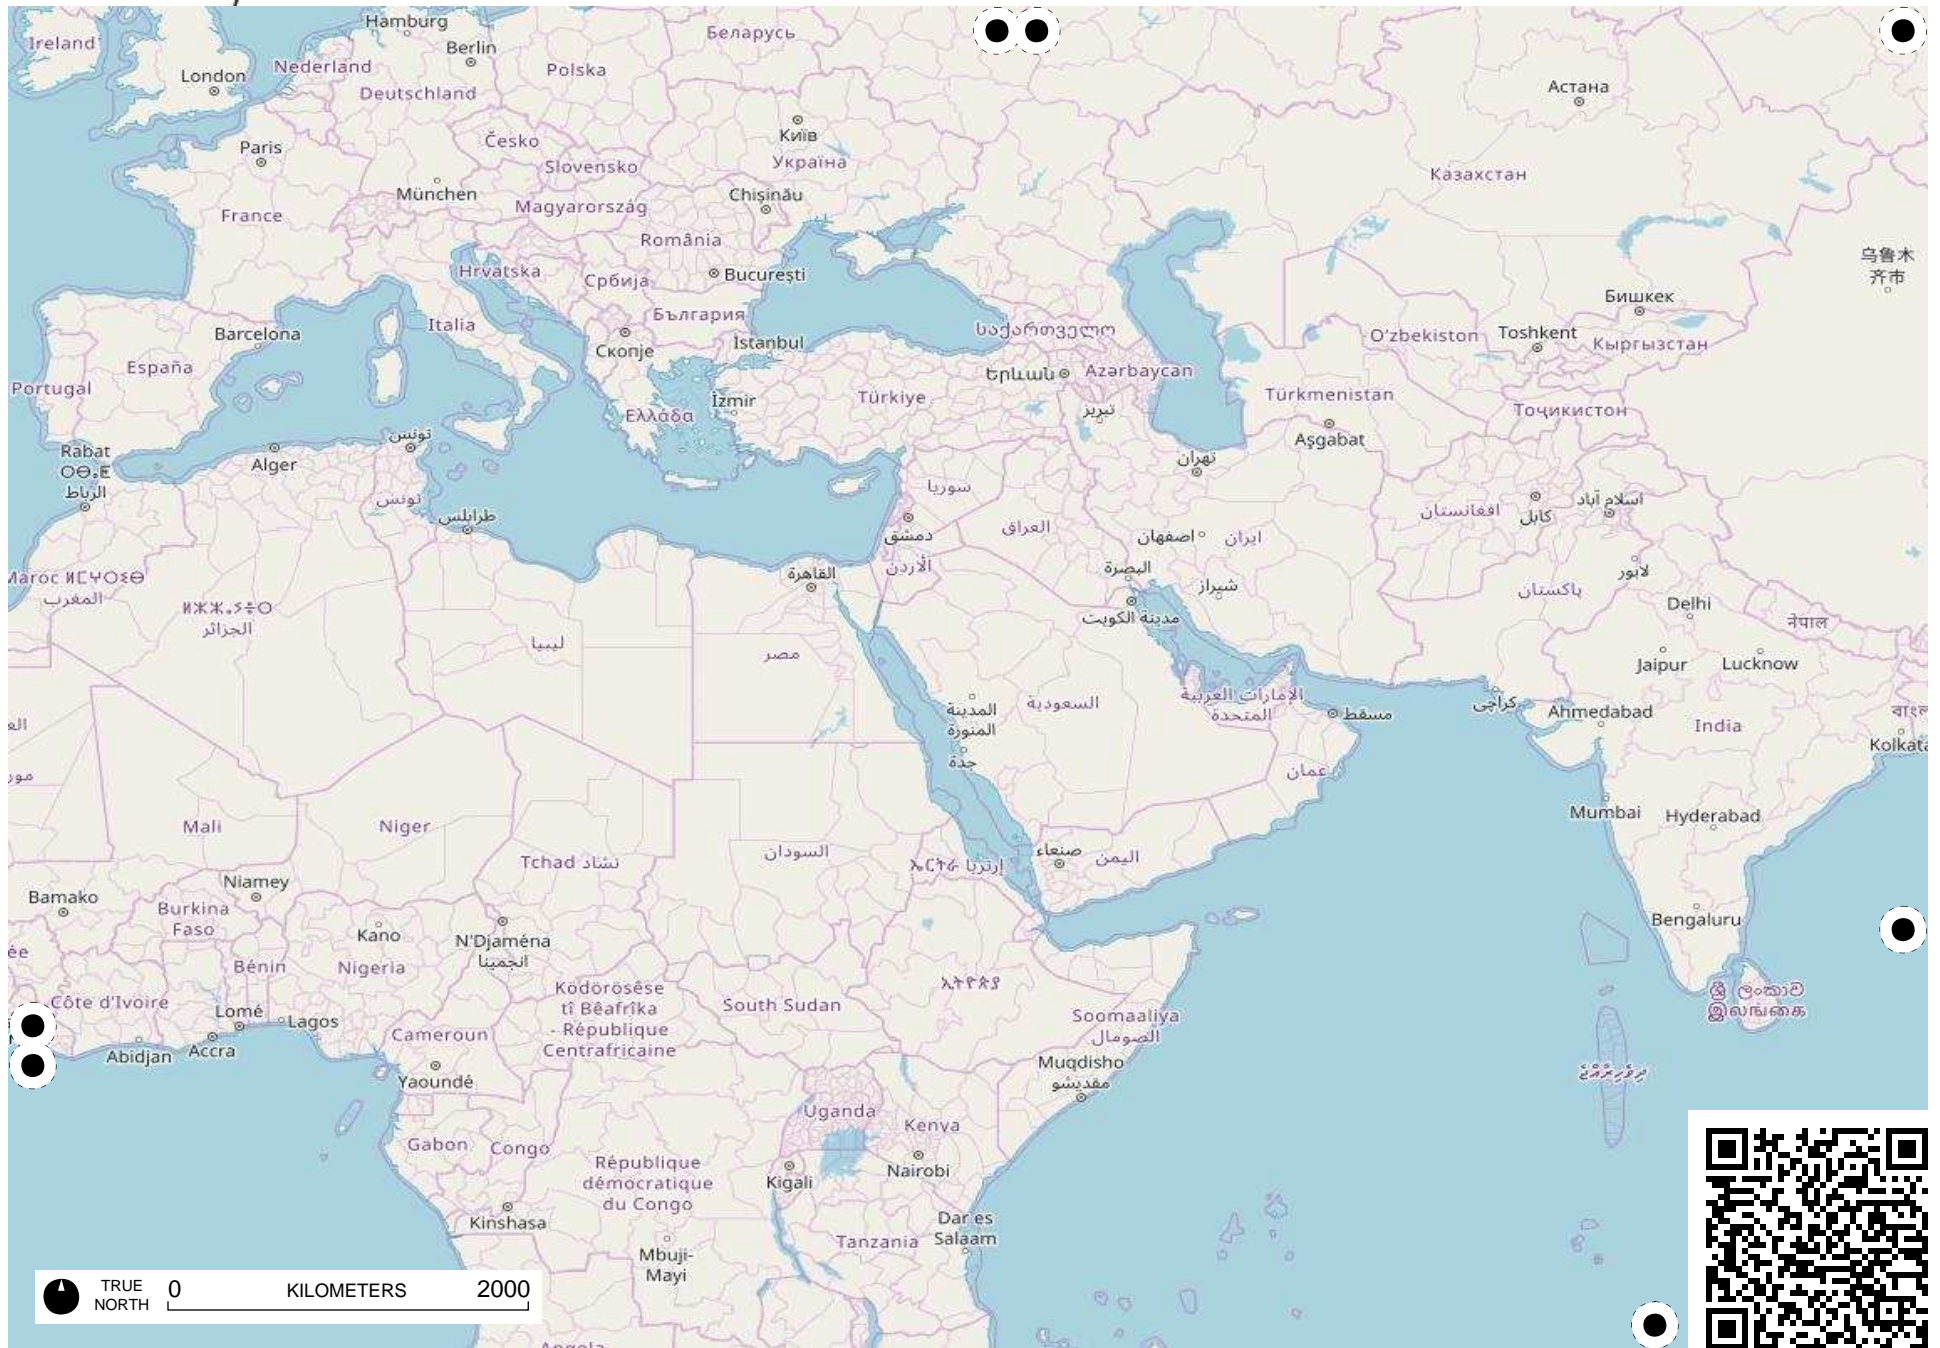 Hamburg
Ireland
Беларусь
Berlin
Nederland
Polska
London
Deutschland
Астана
Київ
Česko
Україна
Paris
Slovensko
Казахстан
München
Chișinău
Magyarország
France
România
乌鲁木
齐市
Hrvatska
București
Србија
Бишкек
България
Italia
საქართველო
Barcelona
O'zbekiston
Toshkent
İstanbul
Кыргызстан
Скопје
España
Երևան
Azərbaycan
Portugal
Türkiye
Türkmenistan
İzmir
Тоҷикистон
تبریز
Ελλάδα
تونس
Aşgabat
Rabat
ⵔⴱⴰⵟ
الرباط
Alger
تهران
سوريا
تونس
اسلام آباد
افغانستان
کابل
طرابلس
العراق
دمشق
اصفهان
ایران
الأردن
البصرة
القاهرة
لاہور
Maroc ⵍⵎⵖⵔⵉⴱ
المغرب
شیراز
پاکستان
Delhi
ⵍⵣⵣⴰⵢⴻⵔ
الجزائر
مدينة الكويت
नेपाल
ليبيا
مصر
Jaipur
Lucknow
الإمارات العربية
المتحدة
السعودية
المدينة
المنورة
کراچی
مسقط
Ahmedabad
India
Kolkata
جدة
عمان
Mumbai
Hyderabad
Mali
Niger
السودان
صنعاء
اليمن
Tchad تشاد
ኤርትራ إرتريا
Niamey
Bamako
Burkina
Faso
Bengaluru
Kano
N'Djaména
انجمينا
Bénin
Nigeria
ኢትዮጵያ
Ködörösêse
tî Bêafrîka
- République
Centrafricaine
ශ්‍රී ලංකාව
இலங்கை
Côte d'Ivoire
South Sudan
Lomé
Lagos
Soomaaliya
الصومال
Cameroun
Abidjan
Accra
Muqdisho
مقديشو
Yaoundé
ދިވެހިރާއްޖެ
Uganda
Kenya
Gabon
Congo
République
démocratique
du Congo
Kigali
Nairobi
Kinshasa
Dar es
Salaam
Tanzania
Mbuji-
Mayi
TRUE
NORTH
0 KILOMETERS 2000
Angola